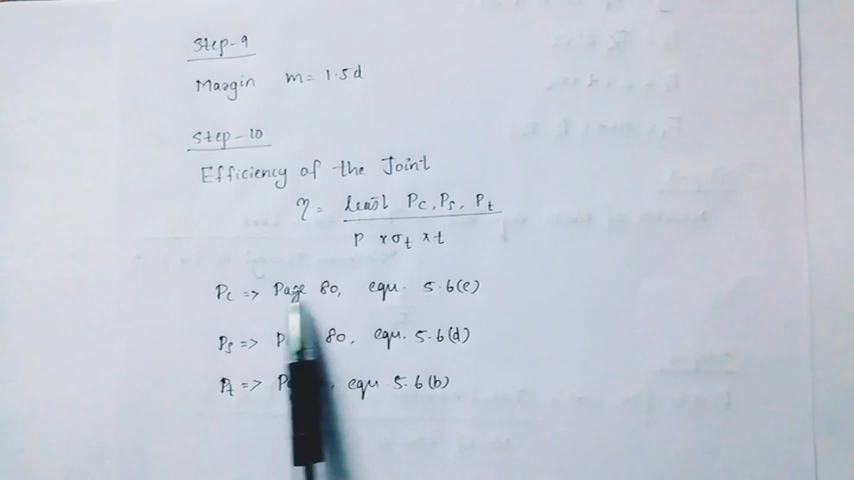 Step-9
Margin m = 1.5d
Step-10
Efficiency of the Joint
η = Least Pc, Ps, Pt
P × σt × t
Pc => Page 80, equ. 5.6(e)
Ps => 80, equ. 5.6(d)
Pt => equ 5.6(b)